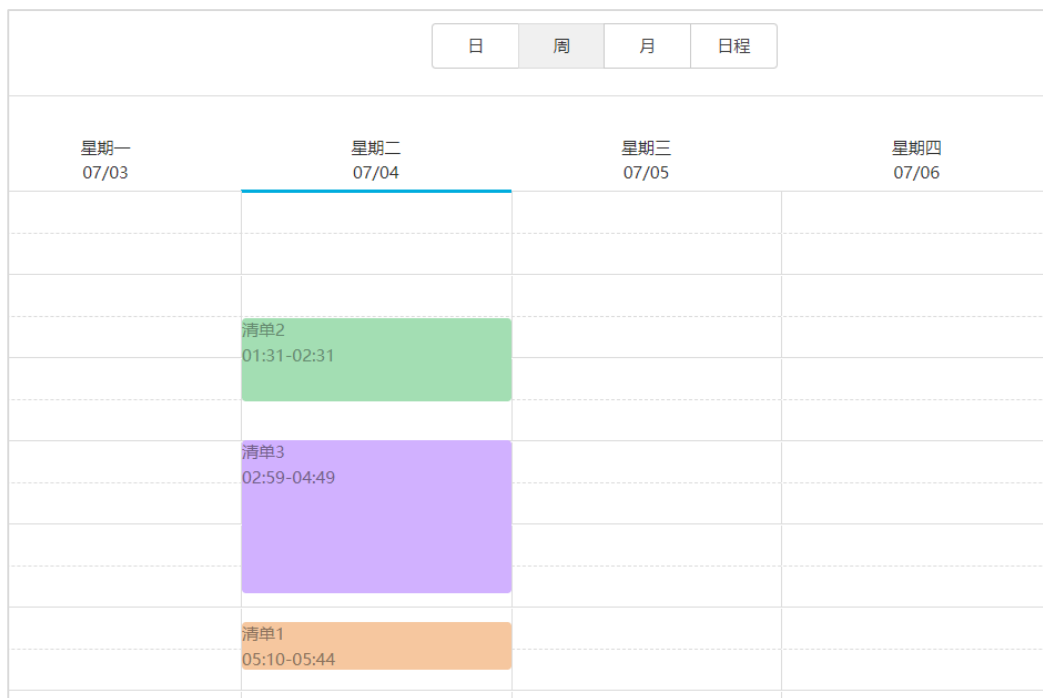 日 周 月 日程
星期一 星期二 星期三 星期四
07/03 07/04 07/05 07/06
清单2
01:31-02:31
清单3
02:59-04:49
清单1
05:10-05:44